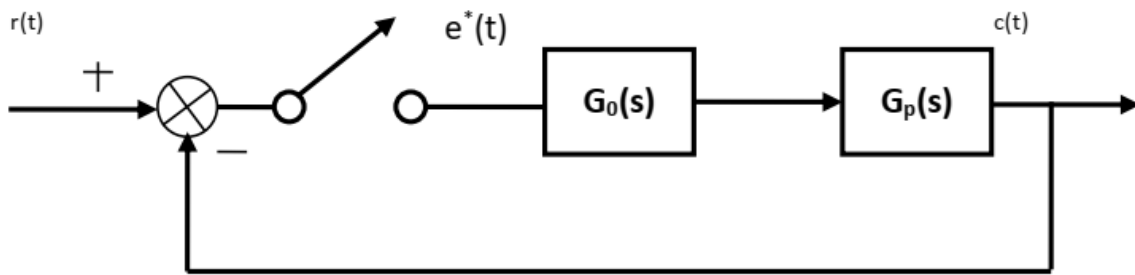 r(t)
+
−
e*(t)
G₀(s)
Gₚ(s)
c(t)